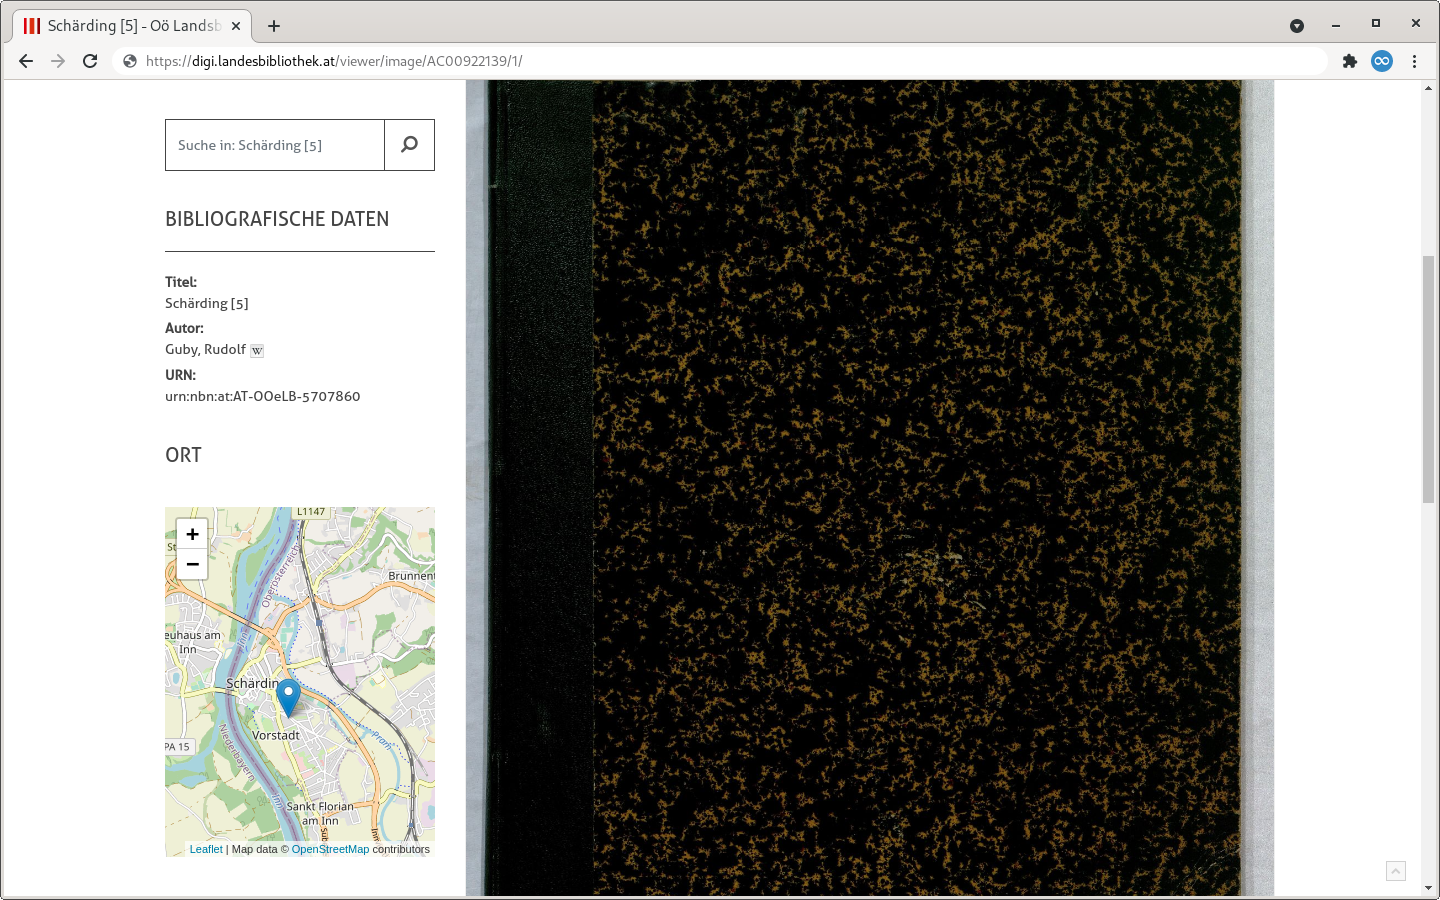 Schärding [5] - Oö Landsb
https://digi.landesbibliothek.at/viewer/image/AC00922139/1/
Suche in: Schärding [5]
BIBLIOGRAFISCHE DATEN
Titel:
Schärding [5]
Autor:
Guby, Rudolf W
URN:
urn:nbn:at:AT-OOeLB-5707860
ORT
+
−
L1147
St
Oberösterreich
Brunnent
euhaus am
Inn
Inn
Schärdin
Vorstadt
Pram
PA 15
Niederbayern
Inn
Sankt Florian
am Inn
Inn
Leaflet | Map data © OpenStreetMap contributors